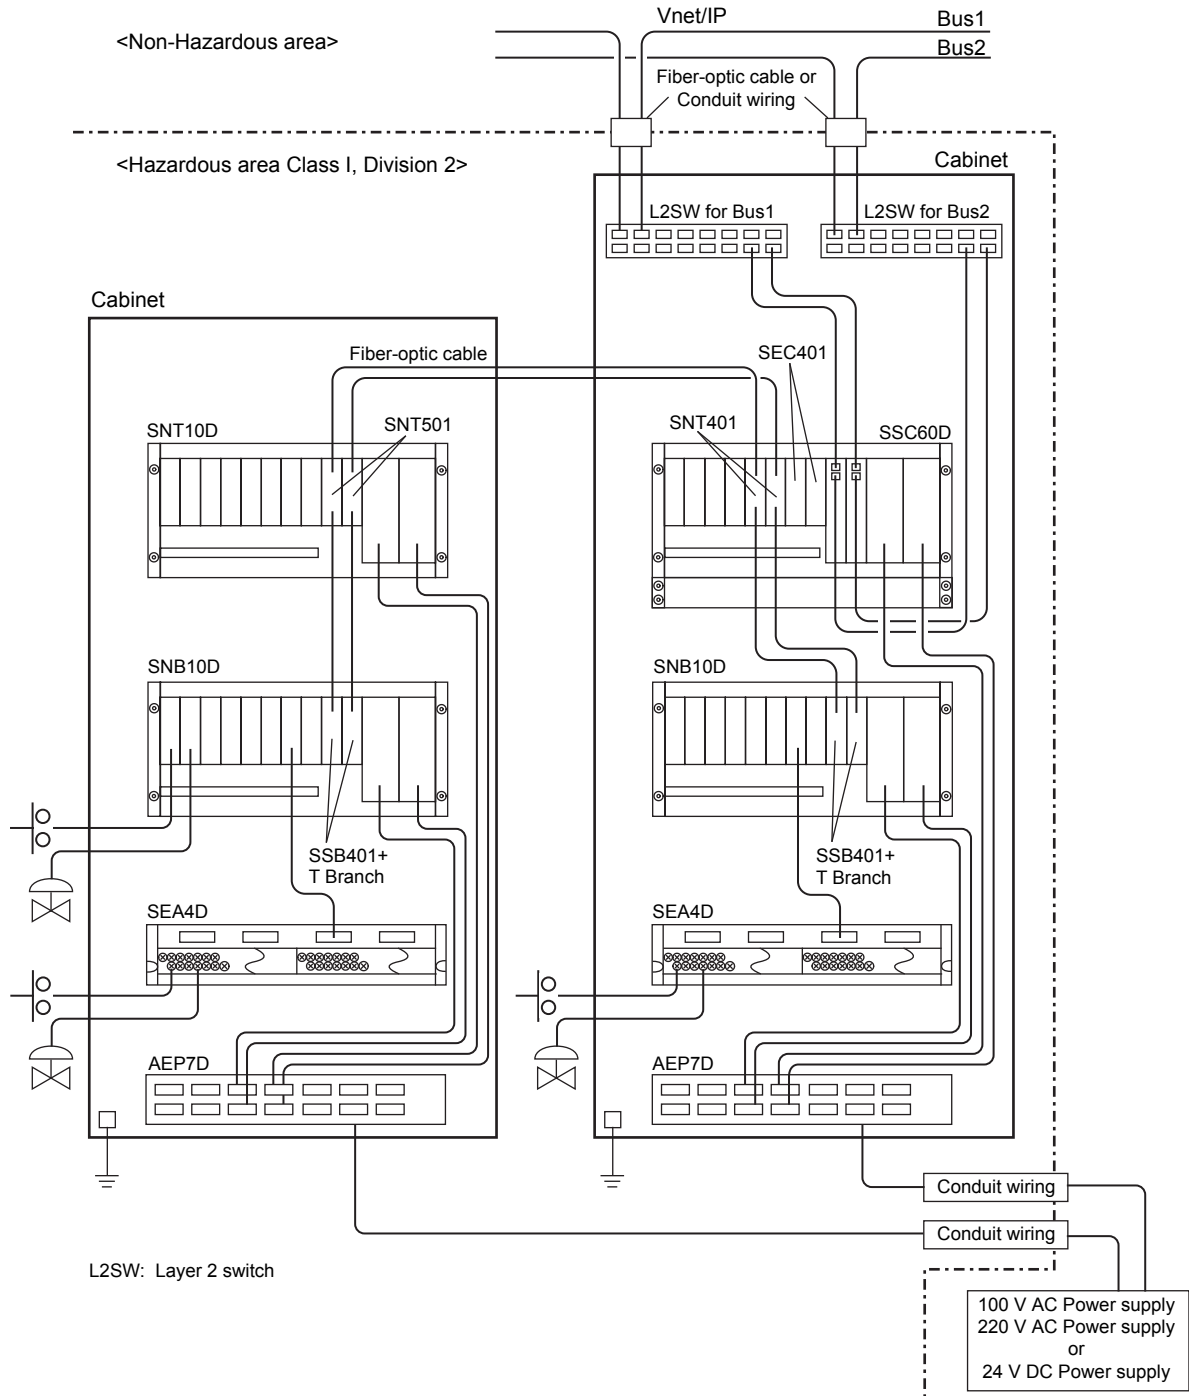 Vnet/IP
Bus1
<Non-Hazardous area>
Bus2
Fiber-optic cable or
Conduit wiring
<Hazardous area Class I, Division 2>
Cabinet
L2SW for Bus1
L2SW for Bus2
Cabinet
Fiber-optic cable
SEC401
SNT10D
SNT501
SNT401
SSC60D
SNB10D
SNB10D
SSB401+
T Branch
SSB401+
T Branch
SEA4D
SEA4D
AEP7D
AEP7D
Conduit wiring
Conduit wiring
L2SW: Layer 2 switch
100 V AC Power supply
220 V AC Power supply
or
24 V DC Power supply